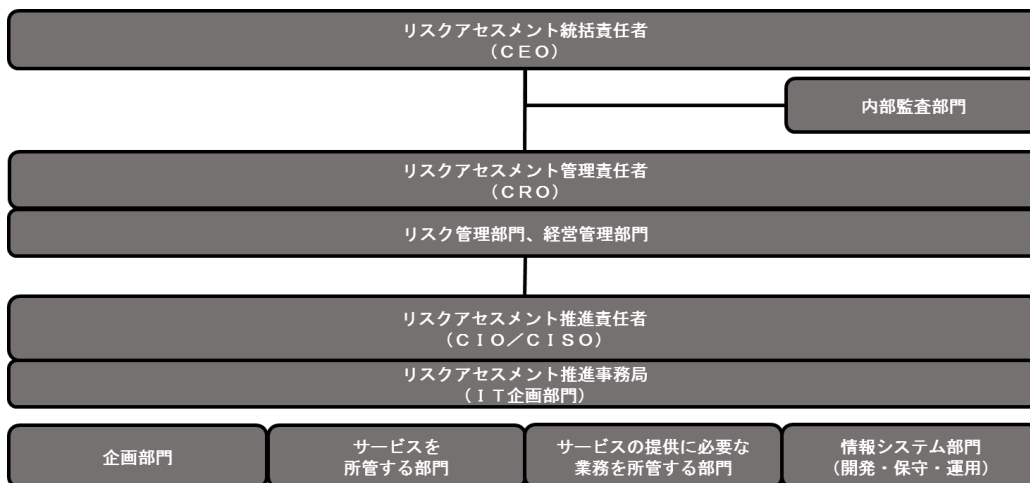 リスクアセスメント統括責任者
（ＣＥＯ）
内部監査部門
リスクアセスメント管理責任者
（ＣＲＯ）
リスク管理部門、経営管理部門
リスクアセスメント推進責任者
（ＣＩＯ／ＣＩＳＯ）
リスクアセスメント推進事務局
（ＩＴ企画部門）
企画部門
サービスを
所管する部門
サービスの提供に必要な
業務を所管する部門
情報システム部門
（開発・保守・運用）